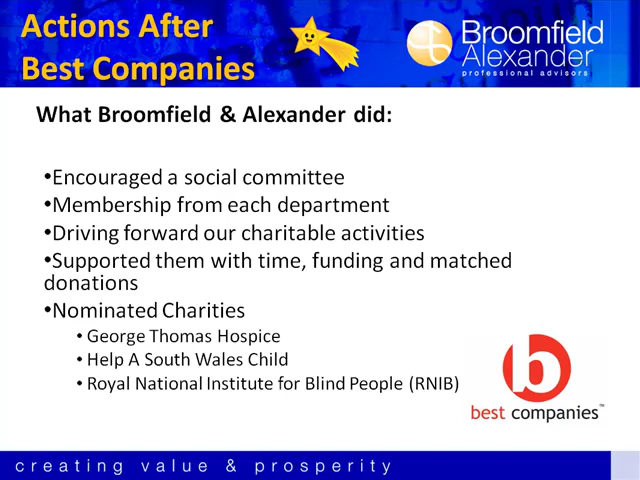 Actions After
Best Companies
Broomfield
Alexander
professional advisors
What Broomfield & Alexander did:
•Encouraged a social committee
•Membership from each department
•Driving forward our charitable activities
•Supported them with time, funding and matched
donations
•Nominated Charities
• George Thomas Hospice
• Help A South Wales Child
• Royal National Institute for Blind People (RNIB)
b
best companies™
creating value & prosperity